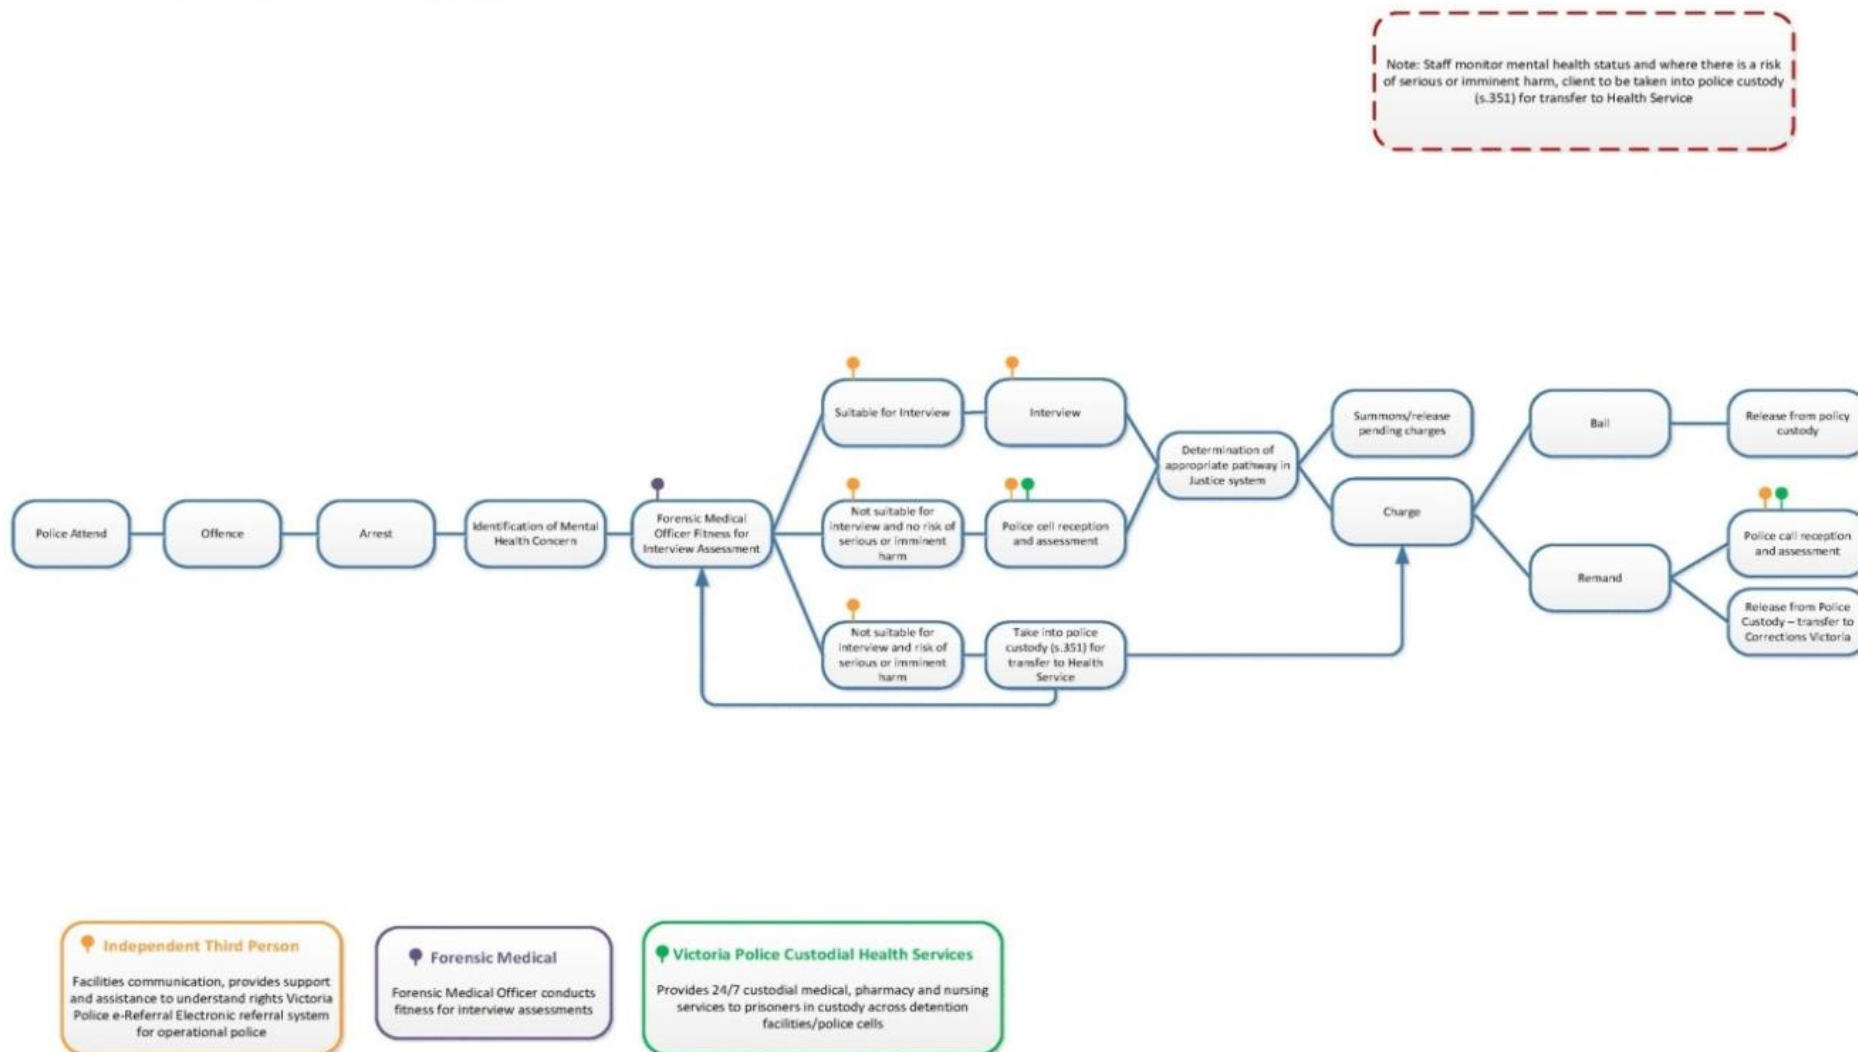 Note: Staff monitor mental health status and where there is a risk
of serious or imminent harm, client to be taken into police custody
(s.351) for transfer to Health Service
Police Attend
Offence
Arrest
Identification of Mental
Health Concern
Forensic Medical
Officer Fitness for
Interview Assessment
Suitable for Interview
Interview
Not suitable for
interview and no risk of
serious or imminent
harm
Police cell reception
and assessment
Not suitable for
interview and risk of
serious or imminent
harm
Take into police
custody (s.351) for
transfer to Health
Service
Determination of
appropriate pathway in
Justice system
Summons/release
pending charges
Charge
Bail
Release from policy
custody
Remand
Police call reception
and assessment
Release from Police
Custody – transfer to
Corrections Victoria
Independent Third Person
Facilities communication, provides support
and assistance to understand rights Victoria
Police e-Referral Electronic referral system
for operational police
Forensic Medical
Forensic Medical Officer conducts
fitness for interview assessments
Victoria Police Custodial Health Services
Provides 24/7 custodial medical, pharmacy and nursing
services to prisoners in custody across detention
facilities/police cells